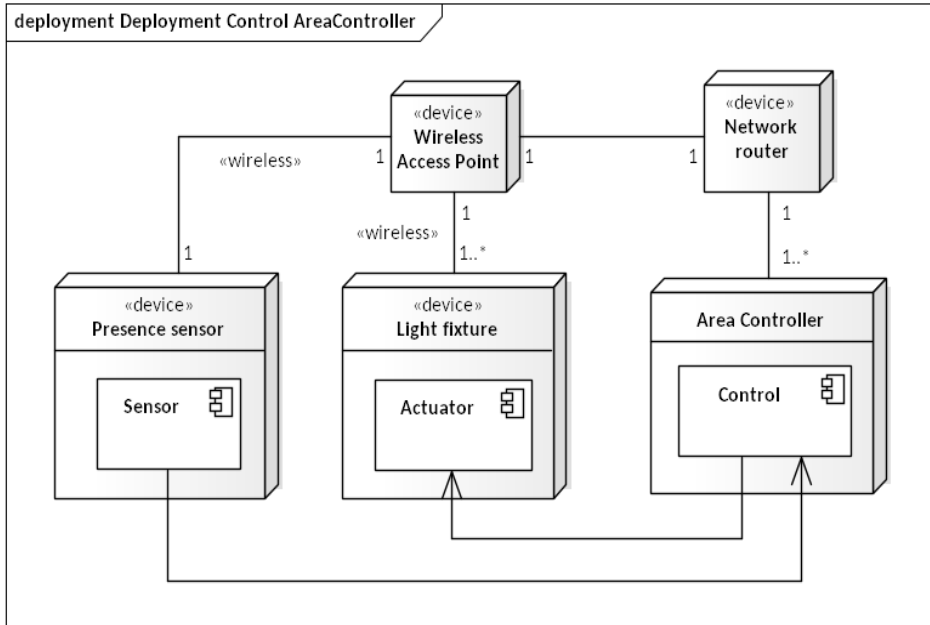 deployment Deployment Control AreaController
«device»
Wireless
Access Point
«device»
Network
router
«wireless»
1
1
1
1
1
«wireless»
1
1..*
1
1..*
«device»
Presence sensor
«device»
Light fixture
Area Controller
Sensor
Actuator
Control